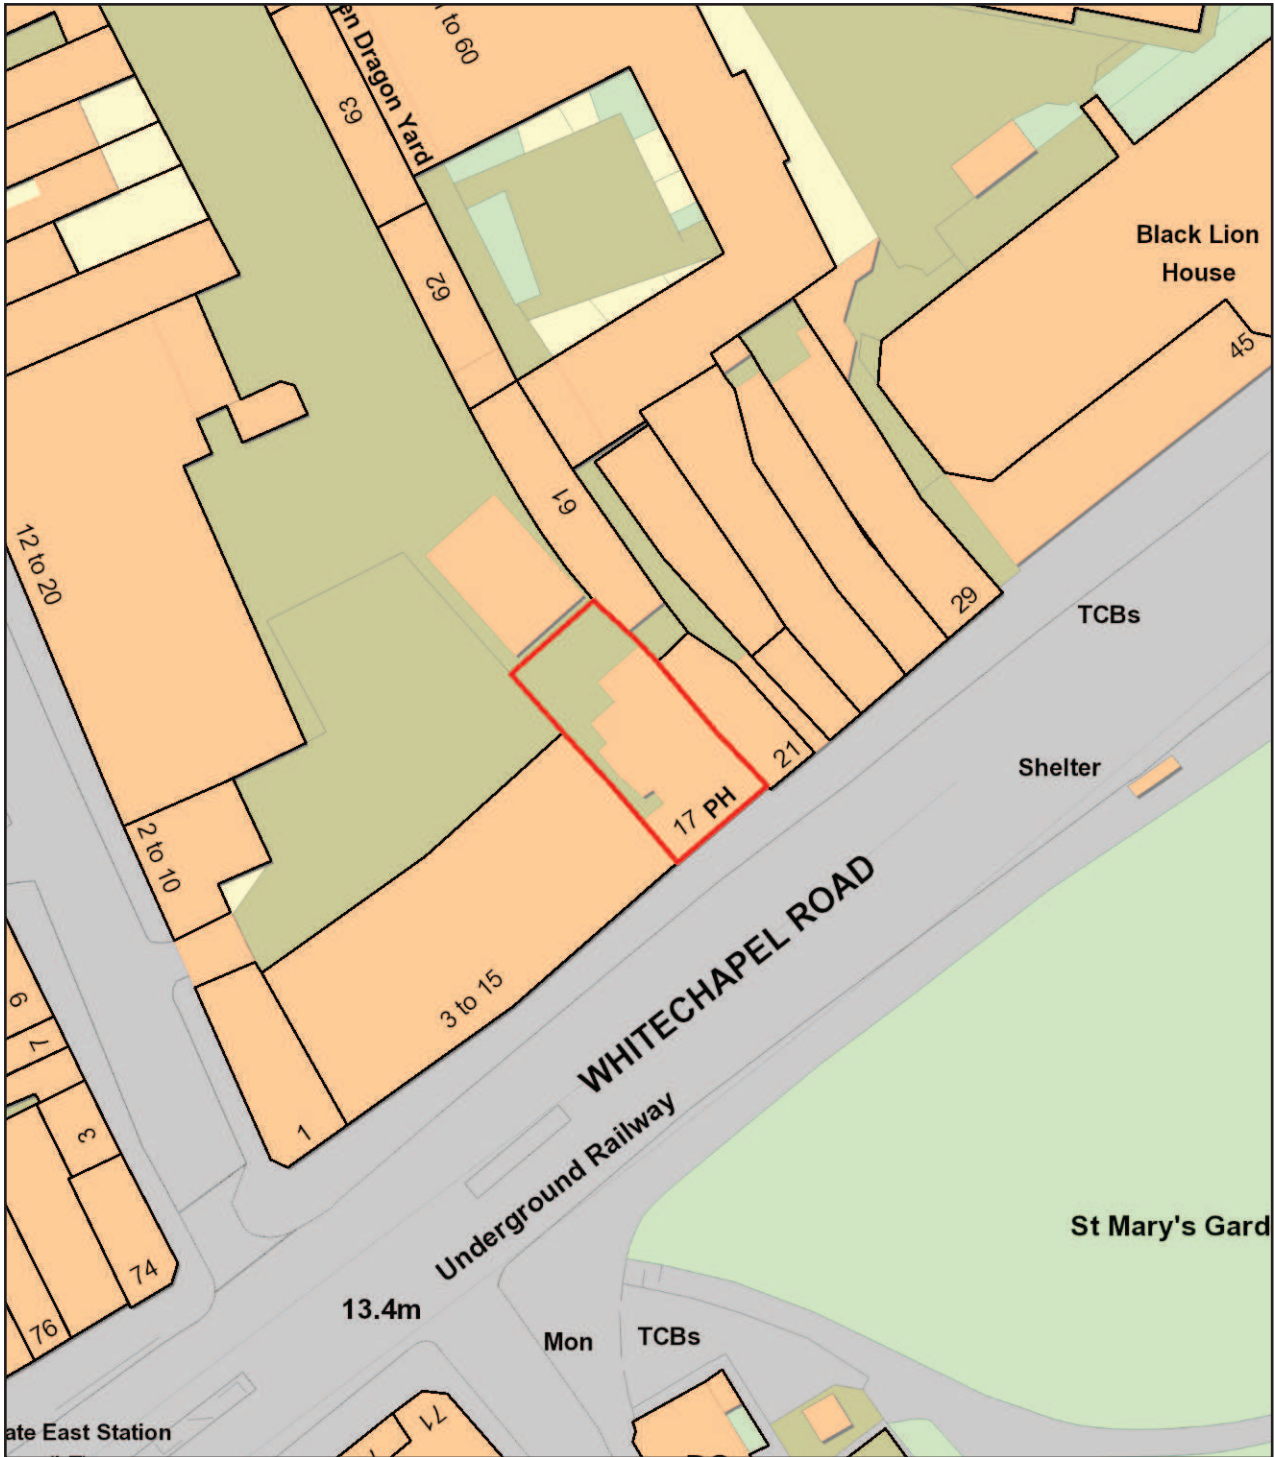 en Dragon Yard
to 60
63
62
61
Black Lion
House
45
12 to 20
29
TCBs
21
Shelter
17 PH
2 to 10
WHITECHAPEL ROAD
3 to 15
9
7
3
1
Underground Railway
St Mary's Gard
74
76
13.4m
Mon
TCBs
71
ate East Station